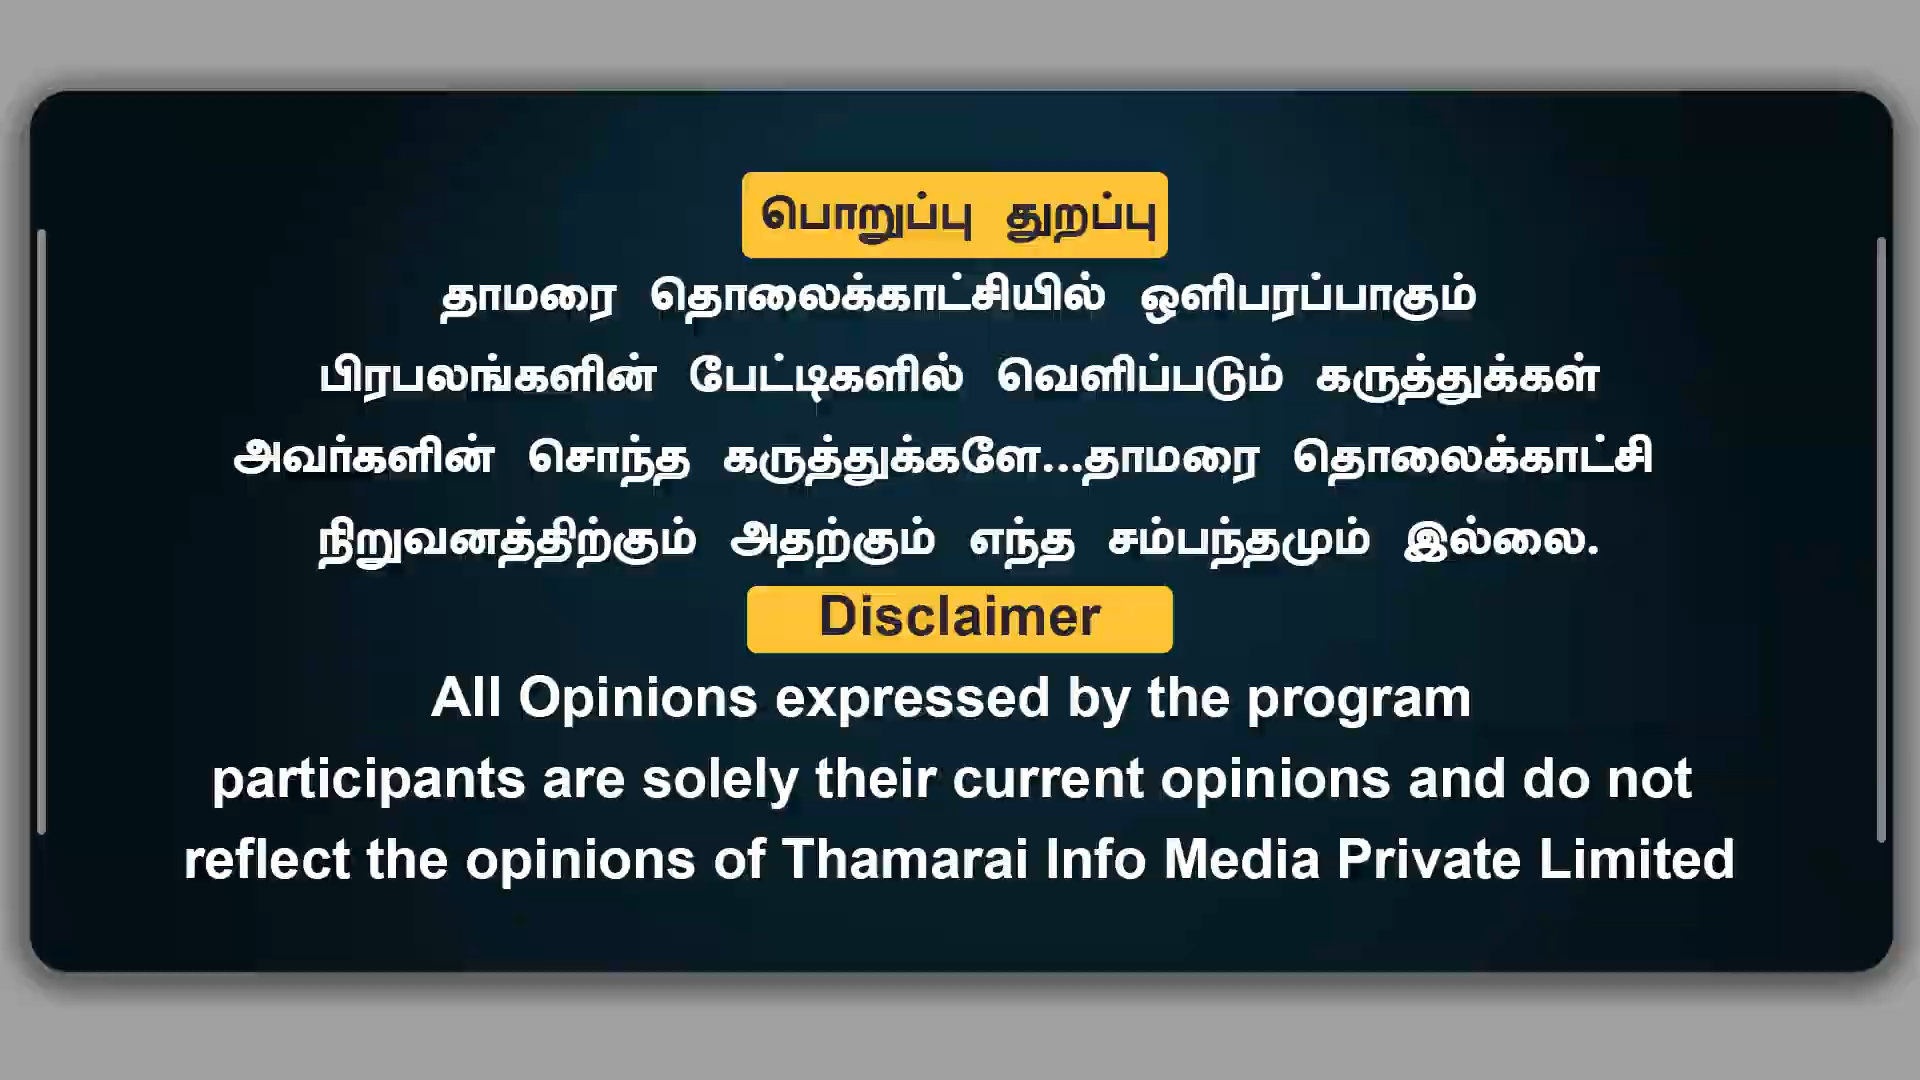 பொறுப்பு துறப்பு
தாமரை தொலைக்காட்சியில் ஒளிபரப்பாகும்
பிரபலங்களின் பேட்டிகளில் வெளிப்படும் கருத்துக்கள்
அவர்களின் சொந்த கருத்துக்களே...தாமரை தொலைக்காட்சி
நிறுவனத்திற்கும் அதற்கும் எந்த சம்பந்தமும் இல்லை.
Disclaimer
All Opinions expressed by the program
participants are solely their current opinions and do not
reflect the opinions of Thamarai Info Media Private Limited